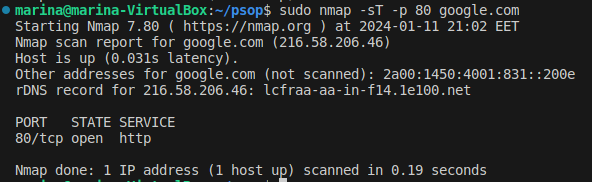 marina@marina-VirtualBox:~/psop$ sudo nmap -sT -p 80 google.com
Starting Nmap 7.80 ( https://nmap.org ) at 2024-01-11 21:02 EET
Nmap scan report for google.com (216.58.206.46)
Host is up (0.031s latency).
Other addresses for google.com (not scanned): 2a00:1450:4001:831::200e
rDNS record for 216.58.206.46: lcfraa-aa-in-f14.1e100.net
PORT   STATE SERVICE
80/tcp open  http
Nmap done: 1 IP address (1 host up) scanned in 0.19 seconds